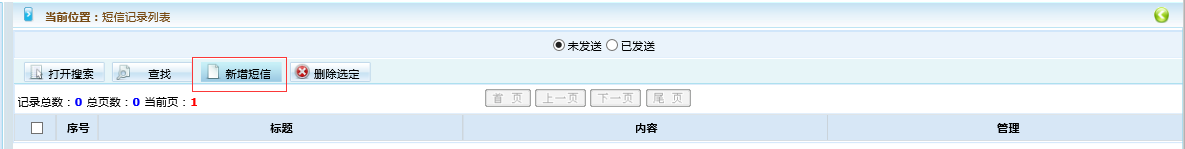 当前位置：短信记录列表
未发送 已发送
打开搜索 查找 新增短信 删除选定
记录总数：0 总页数：0 当前页：1 首 页 上一页 下一页 尾 页
序号 标题 内容 管理